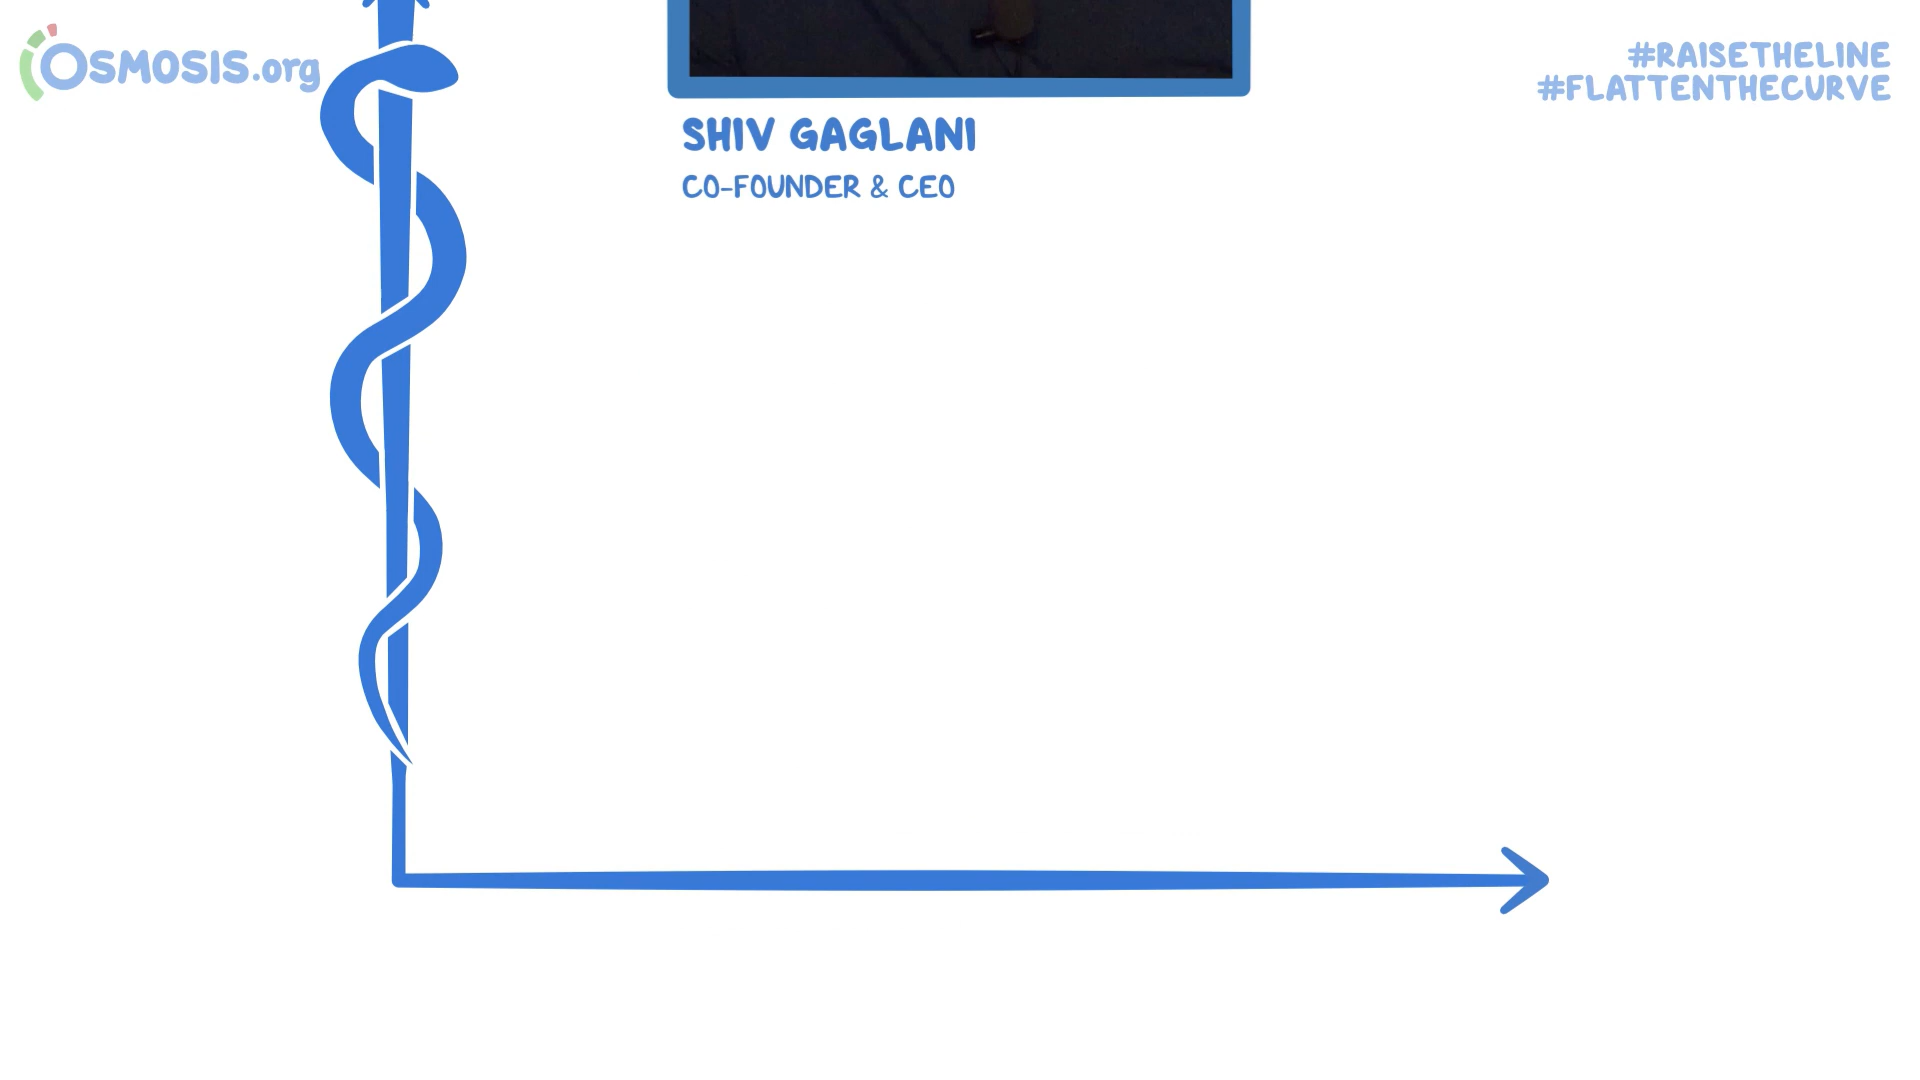 OSMOSIS.org
#RAISETHELINE
#FLATTENTHECURVE
SHIV GAGLANI
CO-FOUNDER & CEO